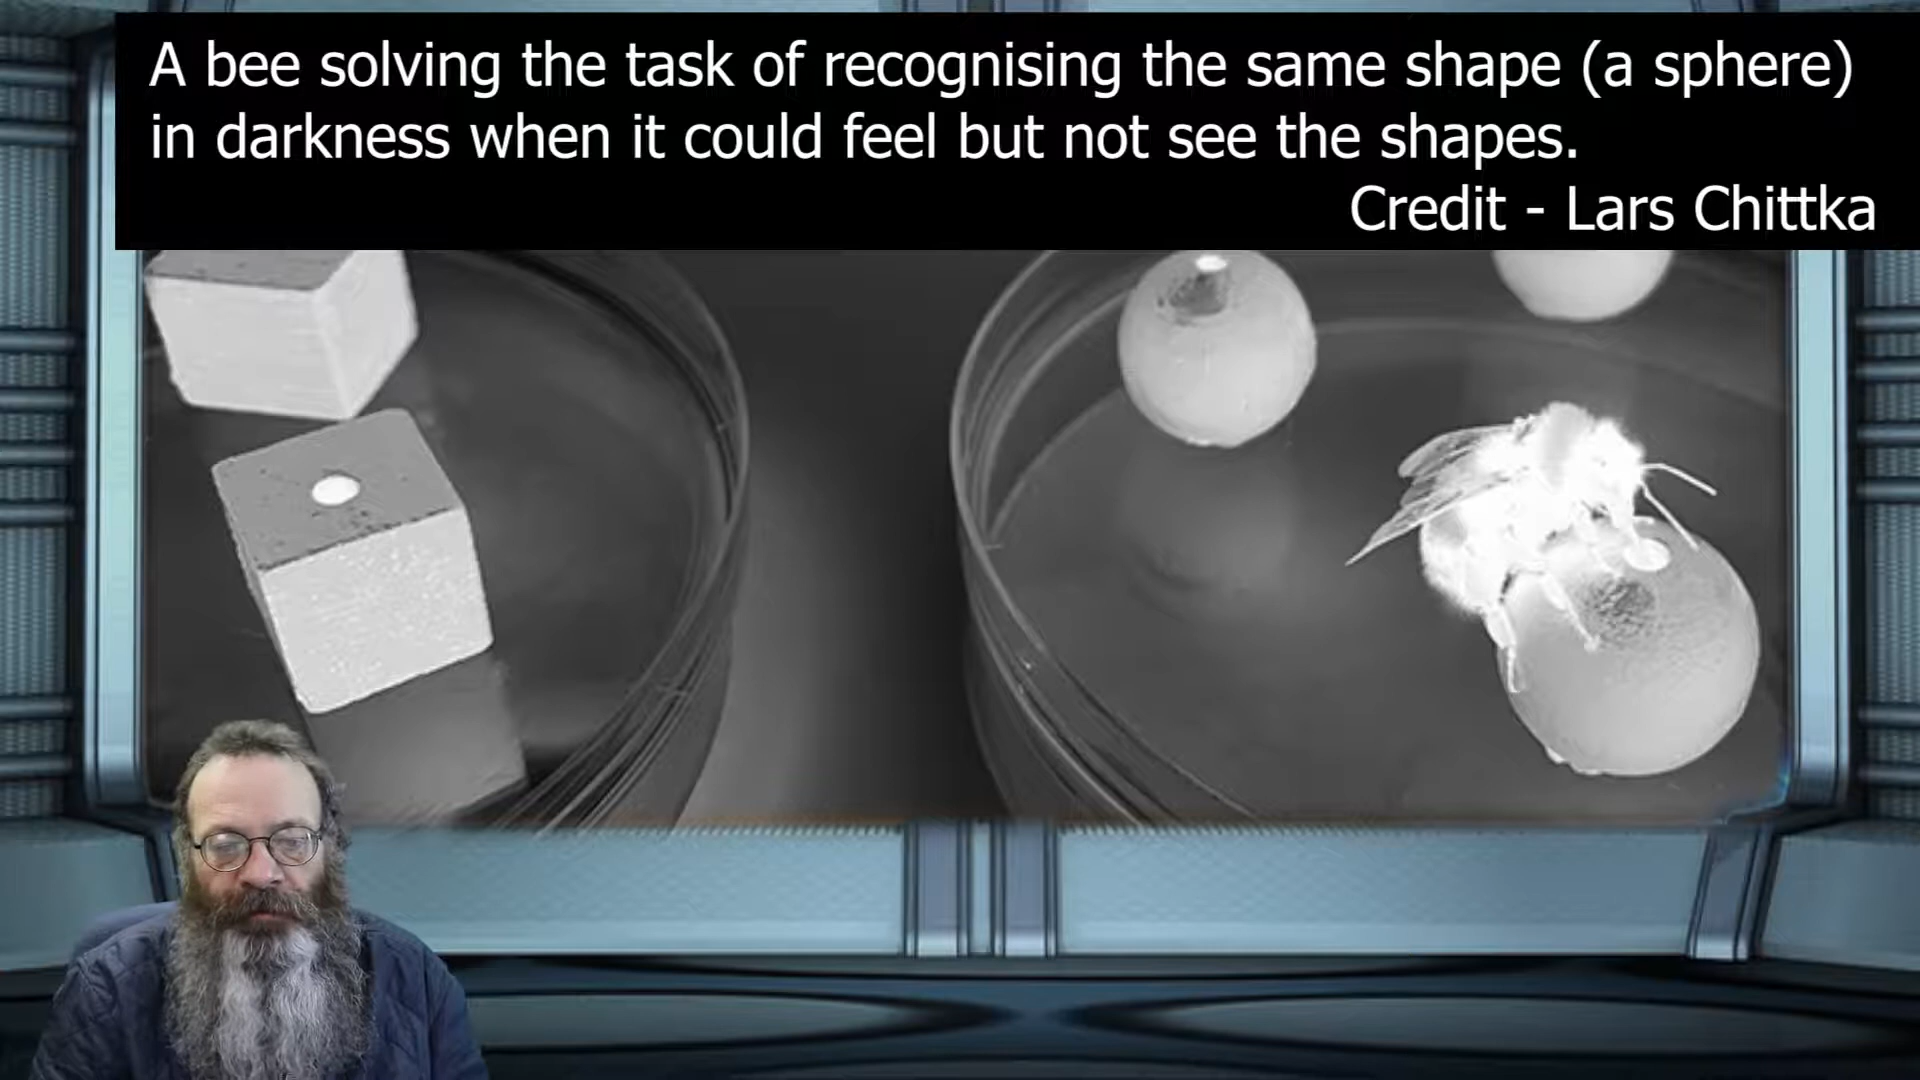 A bee solving the task of recognising the same shape (a sphere)
in darkness when it could feel but not see the shapes.
Credit - Lars Chittka